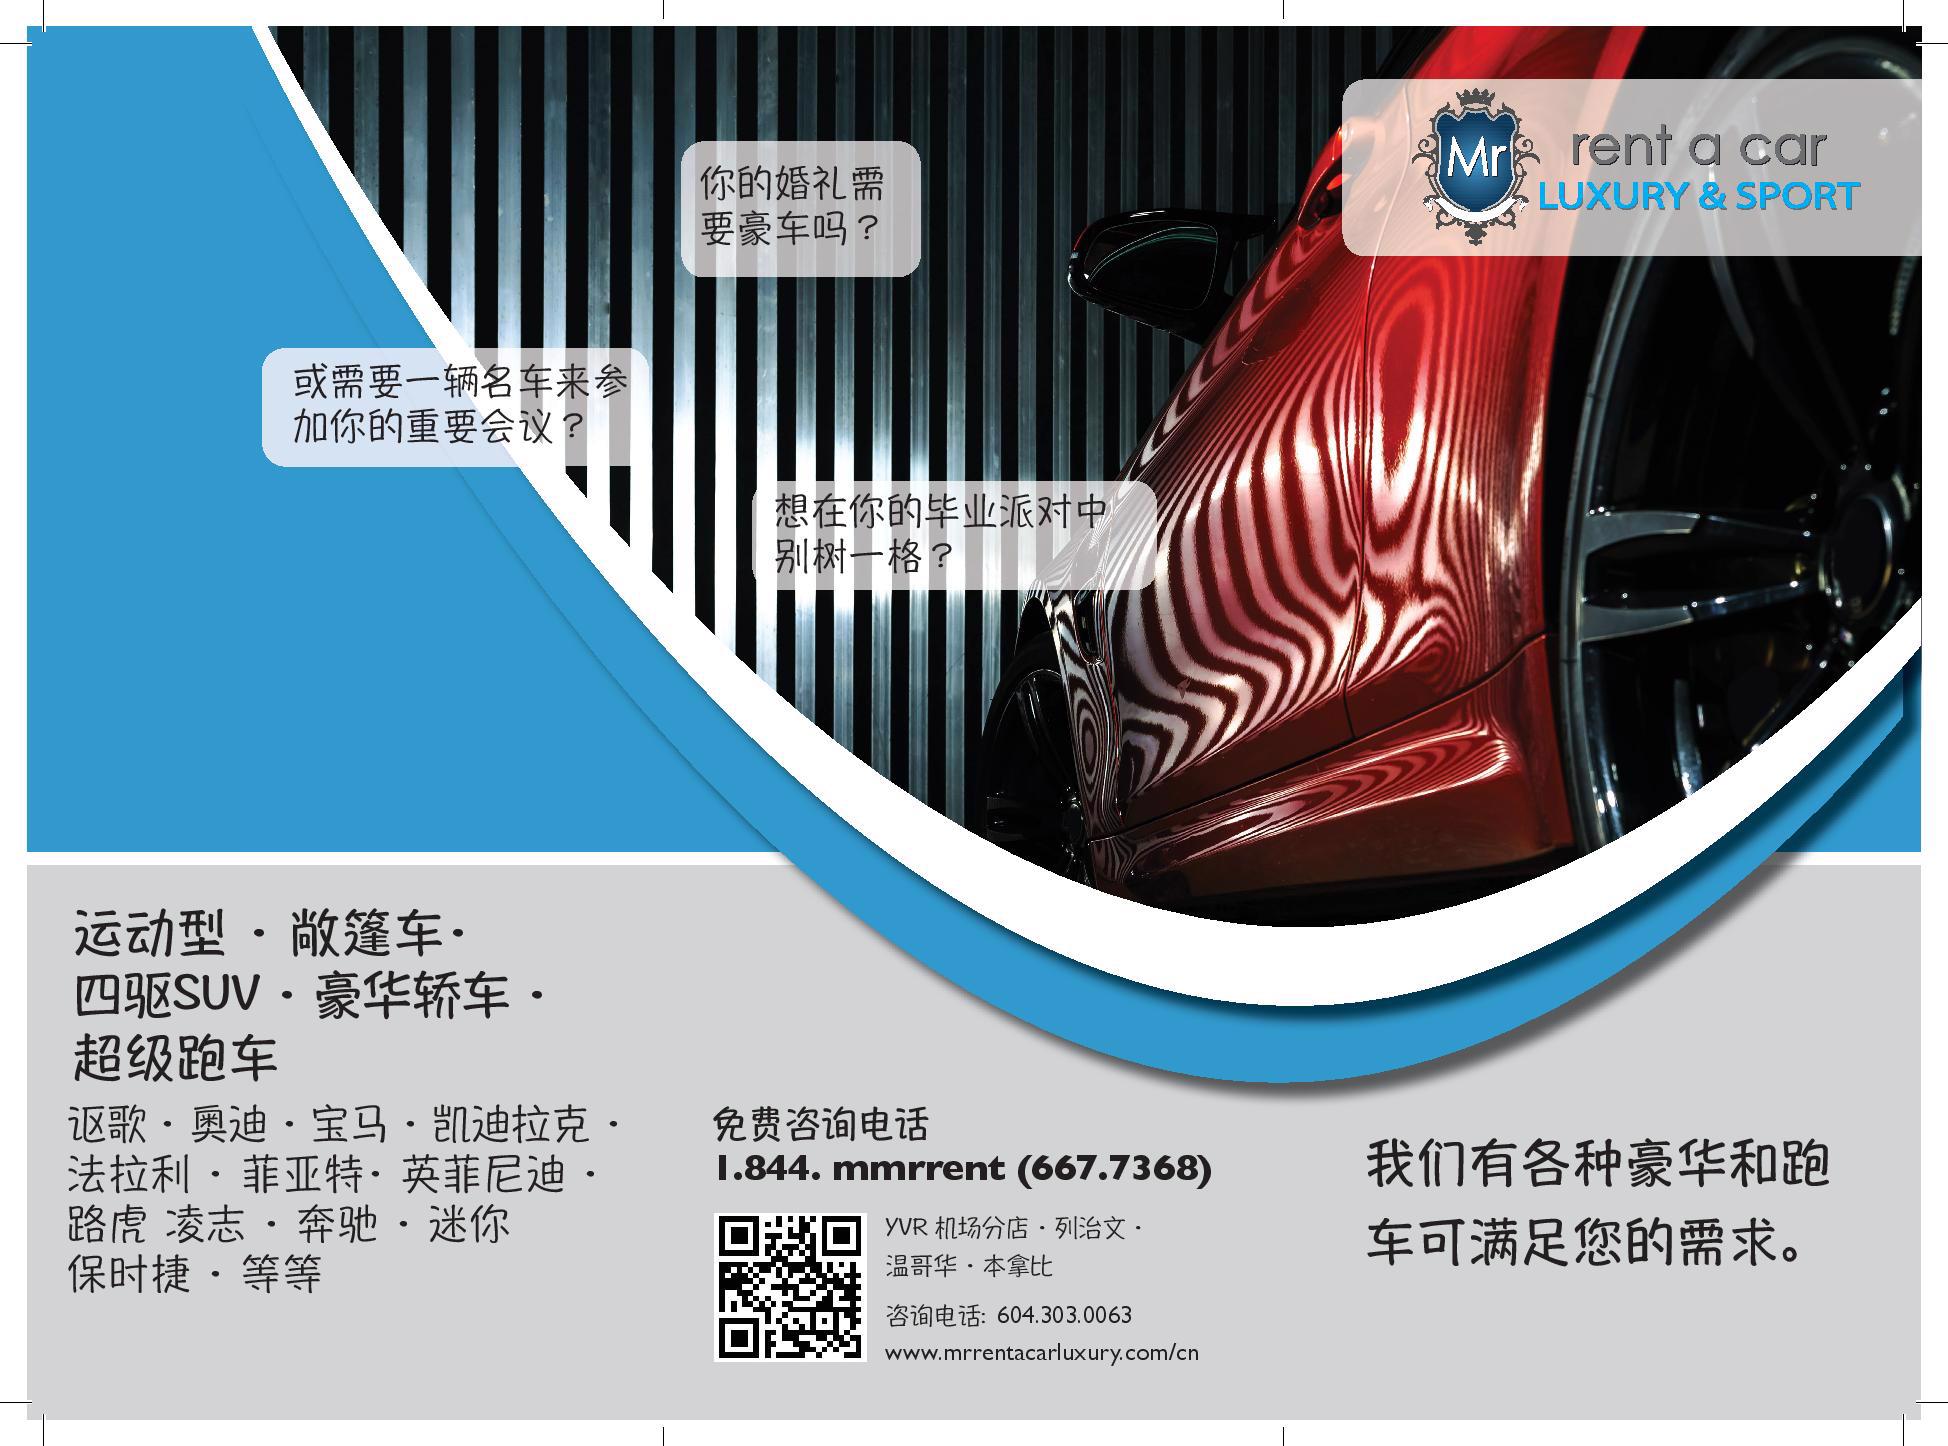 Mr
rent a car
LUXURY & SPORT
你的婚礼需
要豪车吗？
或需要一辆名车来参
加你的重要会议？
想在你的毕业派对中
别树一格？
运动型 · 敞篷车·
四驱SUV · 豪华轿车 ·
超级跑车
讴歌 · 奥迪 · 宝马 · 凯迪拉克 ·
法拉利 · 菲亚特· 英菲尼迪 ·
路虎 凌志 · 奔驰 · 迷你
保时捷 · 等等
免费咨询电话
1.844. mmrrent (667.7368)
YVR 机场分店 · 列治文 ·
温哥华 · 本拿比
咨询电话: 604.303.0063
www.mrrentacarluxury.com/cn
我们有各种豪华和跑
车可满足您的需求。